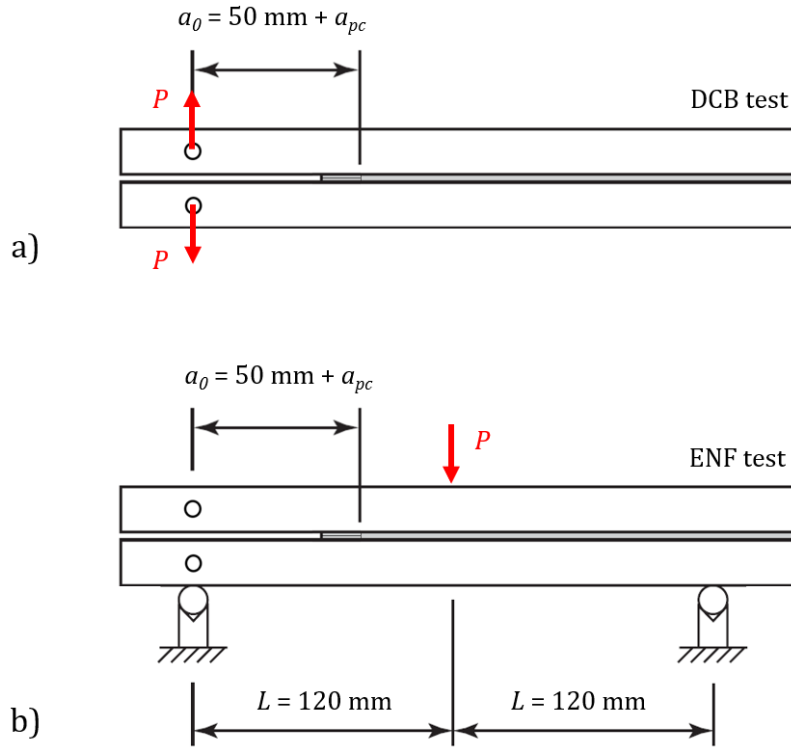 a0 = 50 mm + apc
P
DCB test
a)
P
a0 = 50 mm + apc
P
ENF test
L = 120 mm
L = 120 mm
b)